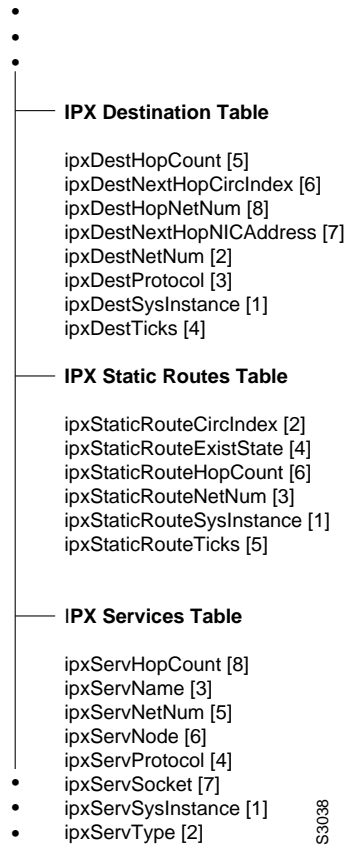 •
•
•
IPX Destination Table
ipxDestHopCount [5]
ipxDestNextHopCircIndex [6]
ipxDestHopNetNum [8]
ipxDestNextHopNICAddress [7]
ipxDestNetNum [2]
ipxDestProtocol [3]
ipxDestSysInstance [1]
ipxDestTicks [4]
IPX Static Routes Table
ipxStaticRouteCircIndex [2]
ipxStaticRouteExistState [4]
ipxStaticRouteHopCount [6]
ipxStaticRouteNetNum [3]
ipxStaticRouteSysInstance [1]
ipxStaticRouteTicks [5]
IPX Services Table
ipxServHopCount [8]
ipxServName [3]
ipxServNetNum [5]
ipxServNode [6]
ipxServProtocol [4]
• ipxServSocket [7]
• ipxServSysInstance [1]
• ipxServType [2]
S3038